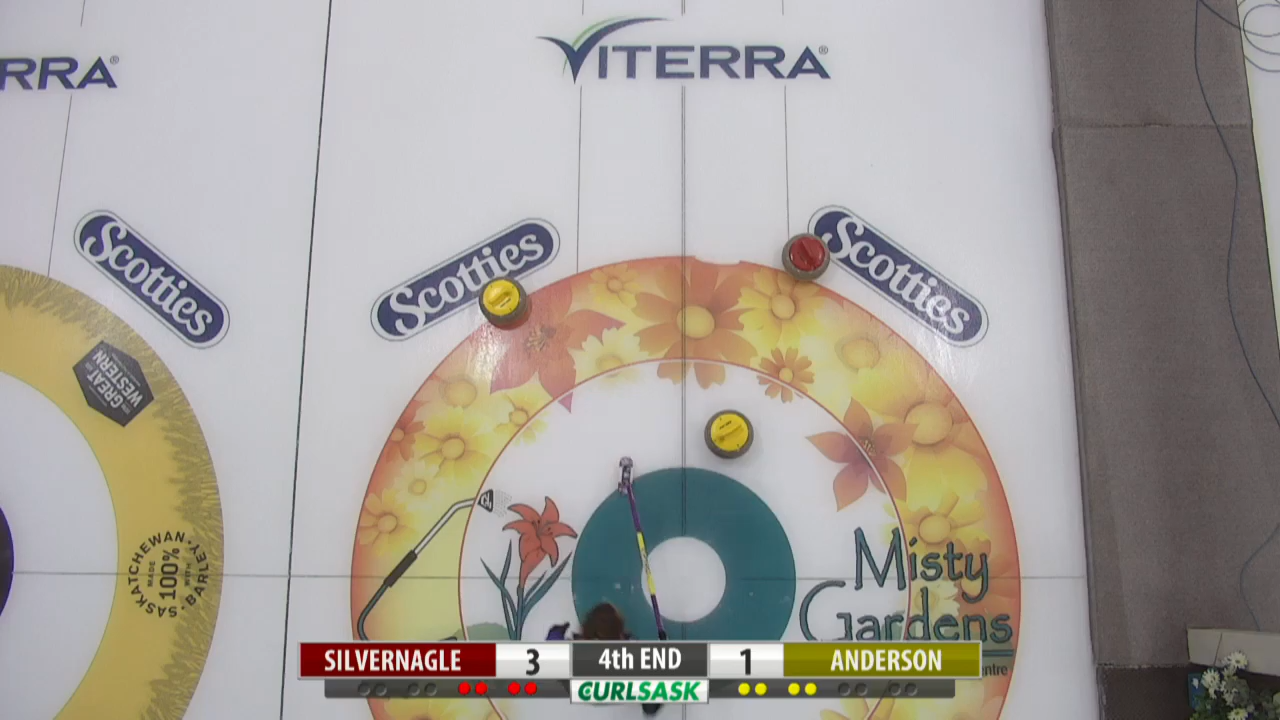 RRA®
VITERRA®
Scotties
Scotties
Scotties
GREAT
WESTERN
SASKATCHEWAN
MADE
100%
WITH
BARLEY
Misty
Gardens
entre
SILVERNAGLE 3 4th END 1 ANDERSON
CURLSASK